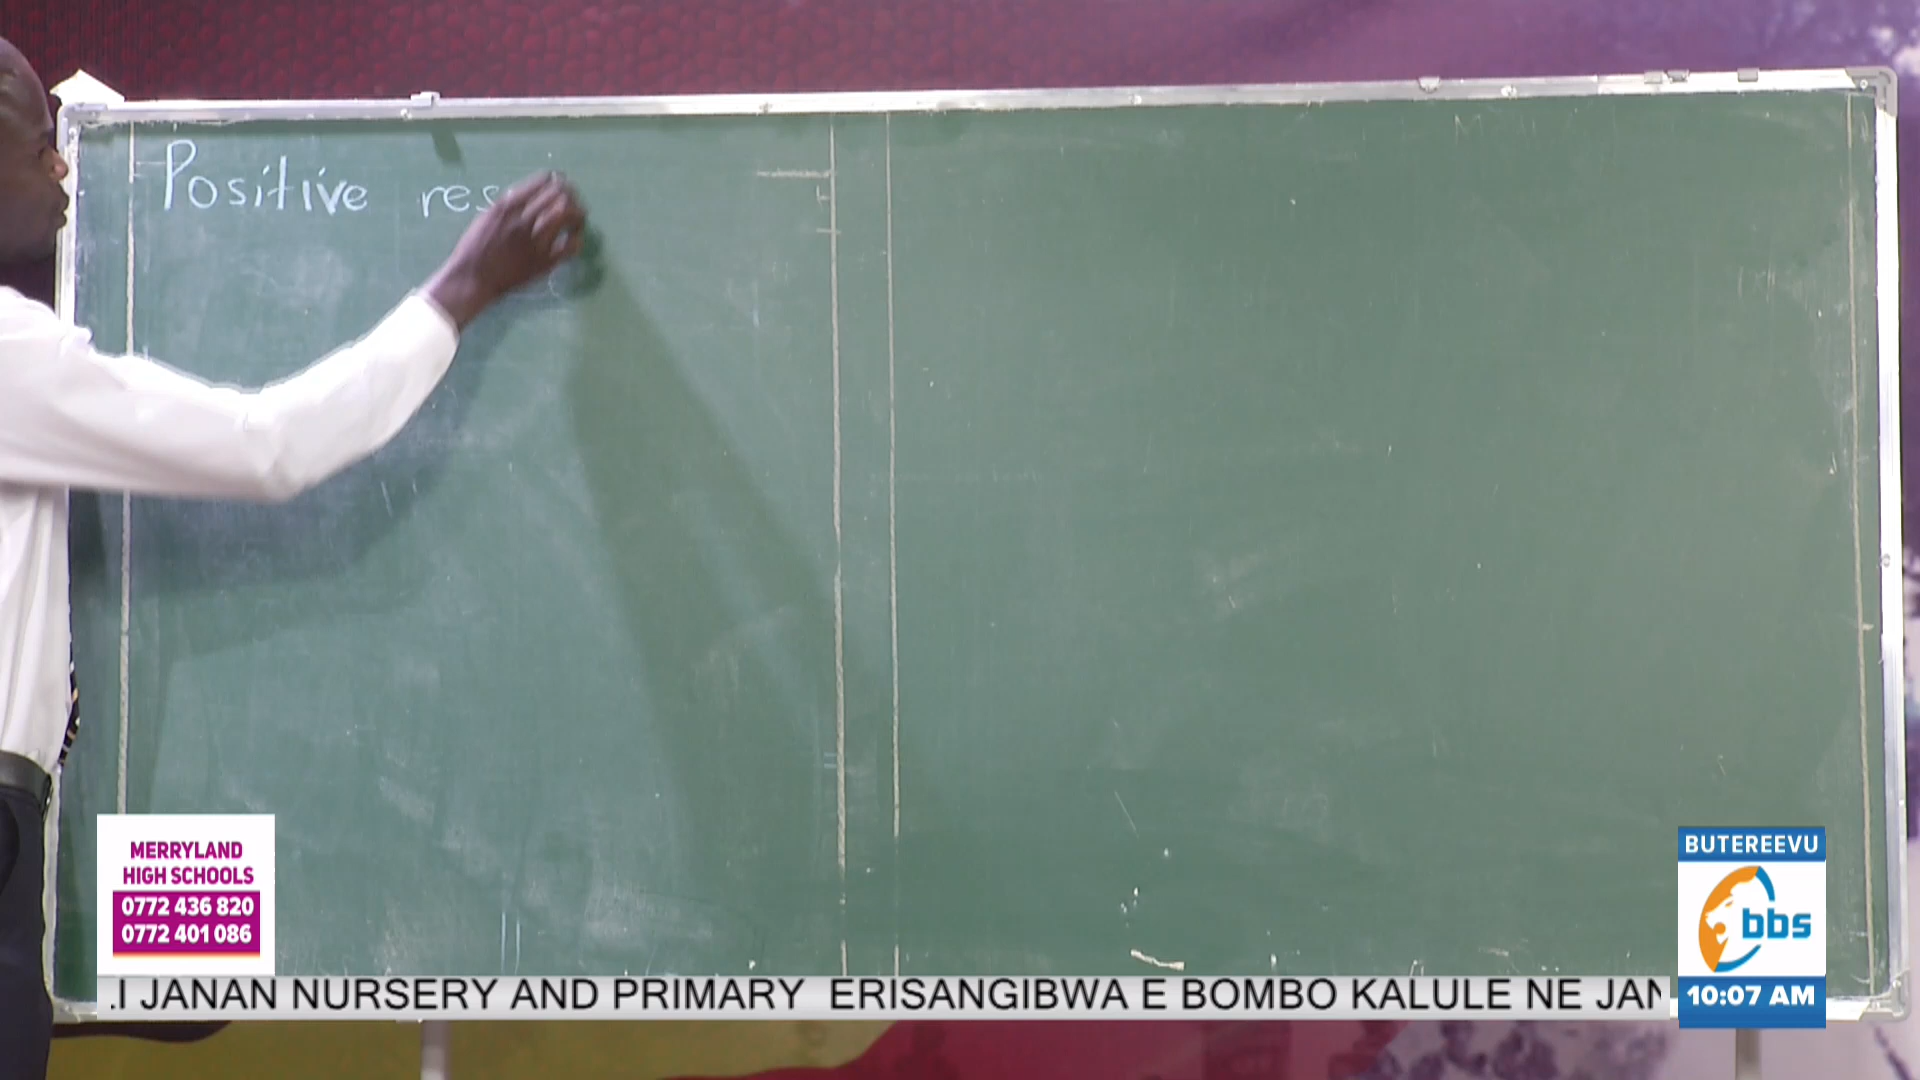 Positive res
MERRYLAND
HIGH SCHOOLS
0772 436 820
0772 401 086
BUTEREEVU
bbs
10:07 AM
.I JANAN NURSERY AND PRIMARY ERISANGIBWA E BOMBO KALULE NE JAN